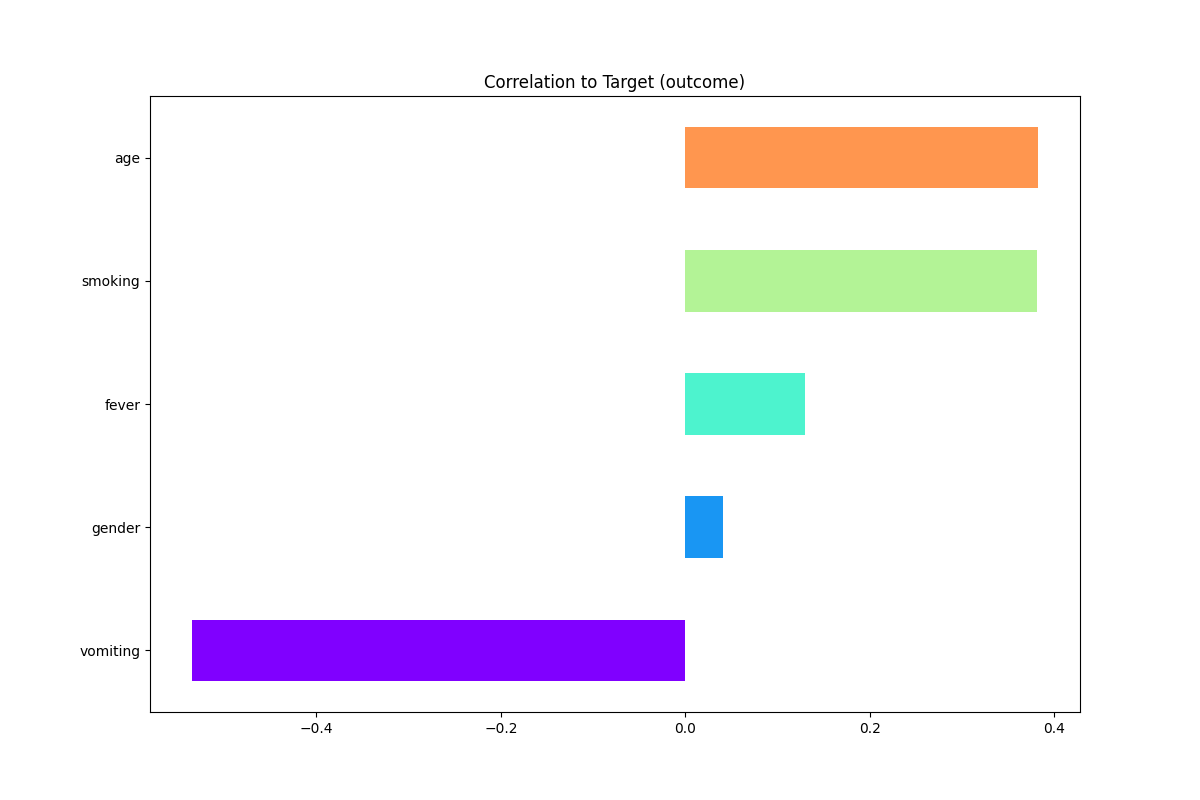 Correlation to Target (outcome)
age
smoking
fever
gender
vomiting
−0.4
−0.2
0.0
0.2
0.4